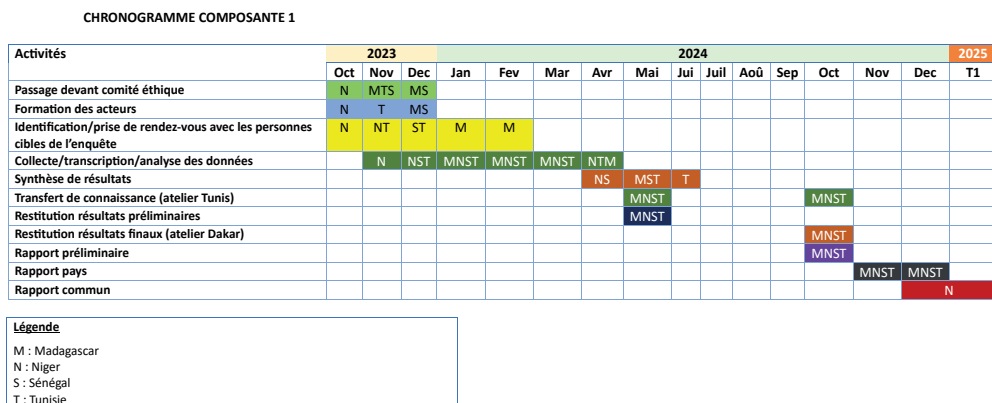 CHRONOGRAMME COMPOSANTE 1
Activités 2023 2024 2025
Oct Nov Dec Jan Fev Mar Avr Mai Jui Juil Aoû Sep Oct Nov Dec T1
Passage devant comité éthique N MTS MS
Formation des acteurs N T MS
Identification/prise de rendez-vous avec les personnes N NT ST M M
cibles de l'enquête
Collecte/transcription/analyse des données N NST MNST MNST MNST NTM
Synthèse de résultats NS MST T
Transfert de connaissance (atelier Tunis) MNST MNST
Restitution résultats préliminaires MNST
Restitution résultats finaux (atelier Dakar) MNST
Rapport préliminaire MNST
Rapport pays MNST MNST
Rapport commun N
Légende
M : Madagascar
N : Niger
S : Sénégal
T : Tunisie